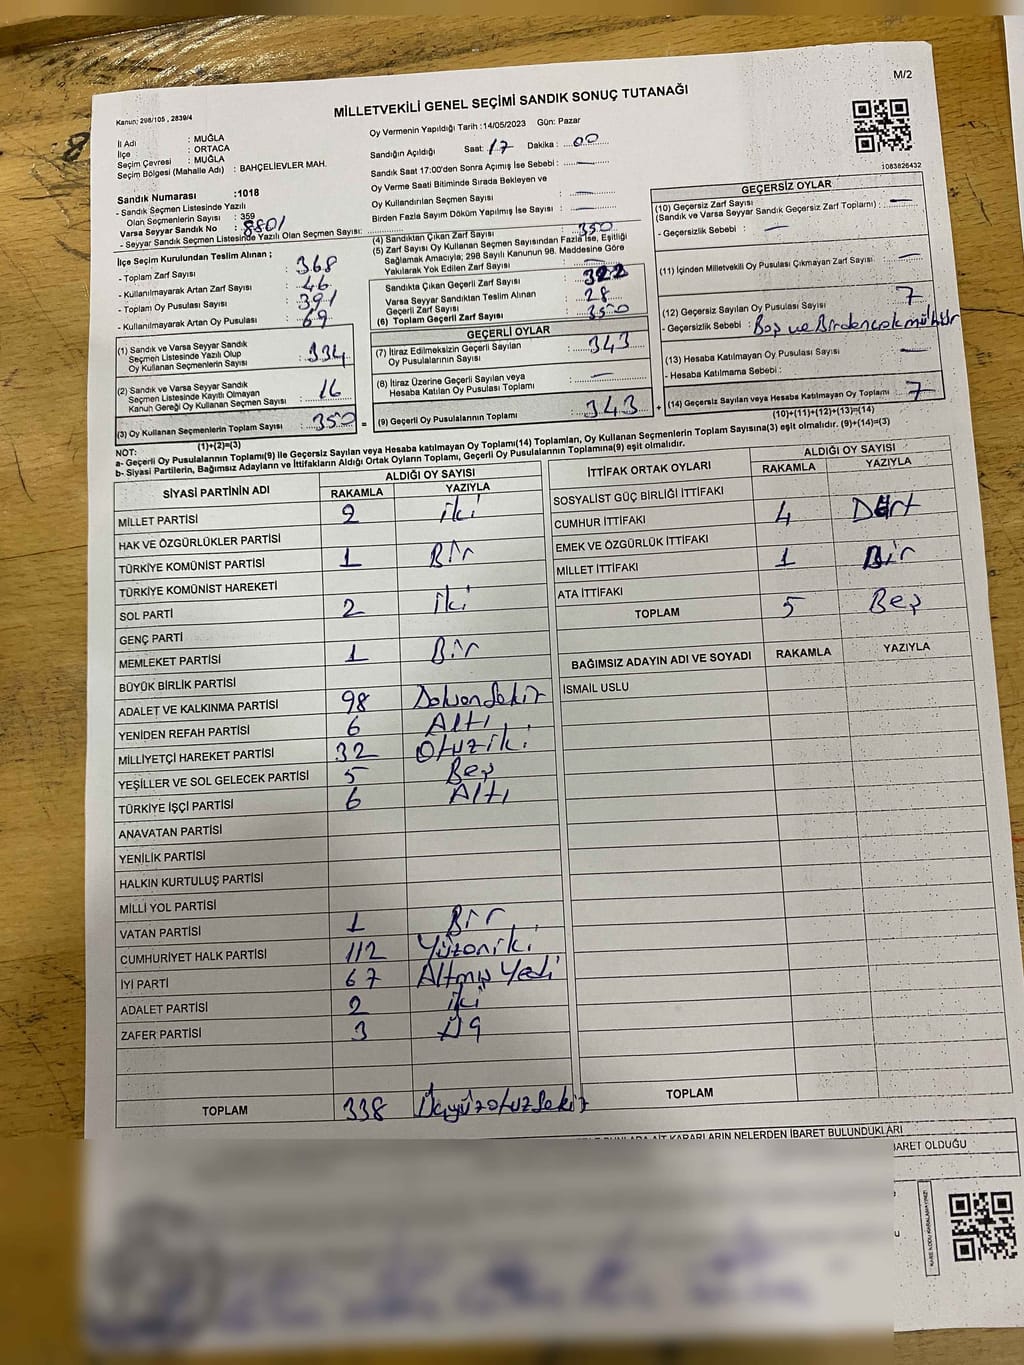 M/2
MİLLETVEKİLİ GENEL SEÇİMİ SANDIK SONUÇ TUTANAĞI
Kanun: 298/105 , 2839/4
İl Adı : MUĞLA
İlçe : ORTACA
Seçim Çevresi : MUĞLA
Seçim Bölgesi (Mahalle Adı) : BAHÇELİEVLER MAH.
Sandık Numarası :1018
- Sandık Seçmen Listesinde Yazılı
Olan Seçmenlerin Sayısı : 359
Varsa Seyyar Sandık No : 8801
- Seyyar Sandık Seçmen Listesinde Yazılı Olan Seçmen Sayısı:
Oy Vermenin Yapıldığı Tarih :14/05/2023 Gün: Pazar
Sandığın Açıldığı Saat : 17 Dakika : 00
Sandık Saat 17:00'den Sonra Açımış İse Sebebi : —
Oy Verme Saati Bitiminde Sırada Bekleyen ve
Oy Kullandırılan Seçmen Sayısı : —
Birden Fazla Sayım Döküm Yapılmış İse Sayısı : —
1083826432
İlçe Seçim Kurulundan Teslim Alınan ;
- Toplam Zarf Sayısı : 368
- Kullanılmayarak Artan Zarf Sayısı : 46
- Toplam Oy Pusulası Sayısı : 391
- Kullanılmayarak Artan Oy Pusulası : 69
(1) Sandık ve Varsa Seyyar Sandık
Seçmen Listesinde Yazılı Olup
Oy Kullanan Seçmenlerin Sayısı : 334
(2) Sandık ve Varsa Seyyar Sandık
Seçmen Listesinde Kayıtlı Olmayan
Kanun Gereği Oy Kullanan Seçmen Sayısı : 16
(3) Oy Kullanan Seçmenlerin Toplam Sayısı : 350
(1)+(2)=(3)
(4) Sandıktan Çıkan Zarf Sayısı : 350
(5) Zarf Sayısı Oy Kullanan Seçmen Sayısından Fazla İse, Eşitliği
Sağlamak Amacıyla; 298 Sayılı Kanunun 98. Maddesine Göre
Yakılarak Yok Edilen Zarf Sayısı : —
Sandıkta Çıkan Geçerli Zarf Sayısı : 322
Varsa Seyyar Sandıktan Teslim Alınan
Geçerli Zarf Sayısı : 28
(6) Toplam Geçerli Zarf Sayısı : 350
GEÇERLİ OYLAR
(7) İtiraz Edilmeksizin Geçerli Sayılan
Oy Pusulalarının Sayısı : 343
(8) İtiraz Üzerine Geçerli Sayılan veya
Hesaba Katılan Oy Pusulası Toplamı : —
= (9) Geçerli Oy Pusulalarının Toplamı : 343 +
GEÇERSİZ OYLAR
(10) Geçersiz Zarf Sayısı
(Sandık ve Varsa Seyyar Sandık Geçersiz Zarf Toplamı) : —
- Geçersizlik Sebebi : —
(11) İçinden Milletvekili Oy Pusulası Çıkmayan Zarf Sayısı : —
(12) Geçersiz Sayılan Oy Pusulası Sayısı : 7
- Geçersizlik Sebebi : Boş ve Birden çok mühür
(13) Hesaba Katılmayan Oy Pusulası Sayısı : —
- Hesaba Katılmama Sebebi :
(14) Geçersiz Sayılan veya Hesaba Katılmayan Oy Toplamı : 7
(10)+(11)+(12)+(13)=(14)
NOT:
a- Geçerli Oy Pusulalarının Toplamı(9) İle Geçersiz Sayılan veya Hesaba katılmayan Oy Toplamı(14) Toplamları, Oy Kullanan Seçmenlerin Toplam Sayısına(3) eşit olmalıdır. (9)+(14)=(3)
b- Siyasi Partilerin, Bağımsız Adayların ve İttifakların Aldığı Ortak Oyların Toplamı, Geçerli Oy Pusulalarının Toplamına(9) eşit olmalıdır.
SİYASİ PARTİNİN ADI ALDIĞI OY SAYISI
RAKAMLA YAZIYLA
MİLLET PARTİSİ 2 iki
HAK VE ÖZGÜRLÜKLER PARTİSİ
TÜRKİYE KOMÜNİST PARTİSİ 1 Bir
TÜRKİYE KOMÜNİST HAREKETİ
SOL PARTİ 2 iki
GENÇ PARTİ
MEMLEKET PARTİSİ 1 Bir
BÜYÜK BİRLİK PARTİSİ
ADALET VE KALKINMA PARTİSİ 98 Doksan Sekiz
YENİDEN REFAH PARTİSİ 6 Altı
MİLLİYETÇİ HAREKET PARTİSİ 32 Otuz iki
YEŞİLLER VE SOL GELECEK PARTİSİ 5 Beş
TÜRKİYE İŞÇİ PARTİSİ 6 Altı
ANAVATAN PARTİSİ
YENİLİK PARTİSİ
HALKIN KURTULUŞ PARTİSİ
MİLLİ YOL PARTİSİ
VATAN PARTİSİ 1 Bir
CUMHURİYET HALK PARTİSİ 112 Yüzoniki
İYİ PARTİ 67 Altmış Yedi
ADALET PARTİSİ 2 iki
ZAFER PARTİSİ 3 Üç
TOPLAM 338 Üçyüzotuzsekiz
İTTİFAK ORTAK OYLARI ALDIĞI OY SAYISI
RAKAMLA YAZIYLA
SOSYALİST GÜÇ BİRLİĞİ İTTİFAKI
CUMHUR İTTİFAKI 4 Dört
EMEK VE ÖZGÜRLÜK İTTİFAKI
MİLLET İTTİFAKI 1 Bir
ATA İTTİFAKI
TOPLAM 5 Beş
BAĞIMSIZ ADAYIN ADI VE SOYADI RAKAMLA YAZIYLA
İSMAİL USLU
TOPLAM
KARARLARIN NELERDEN İBARET BULUNDUKLARI
İBARET OLDUĞU